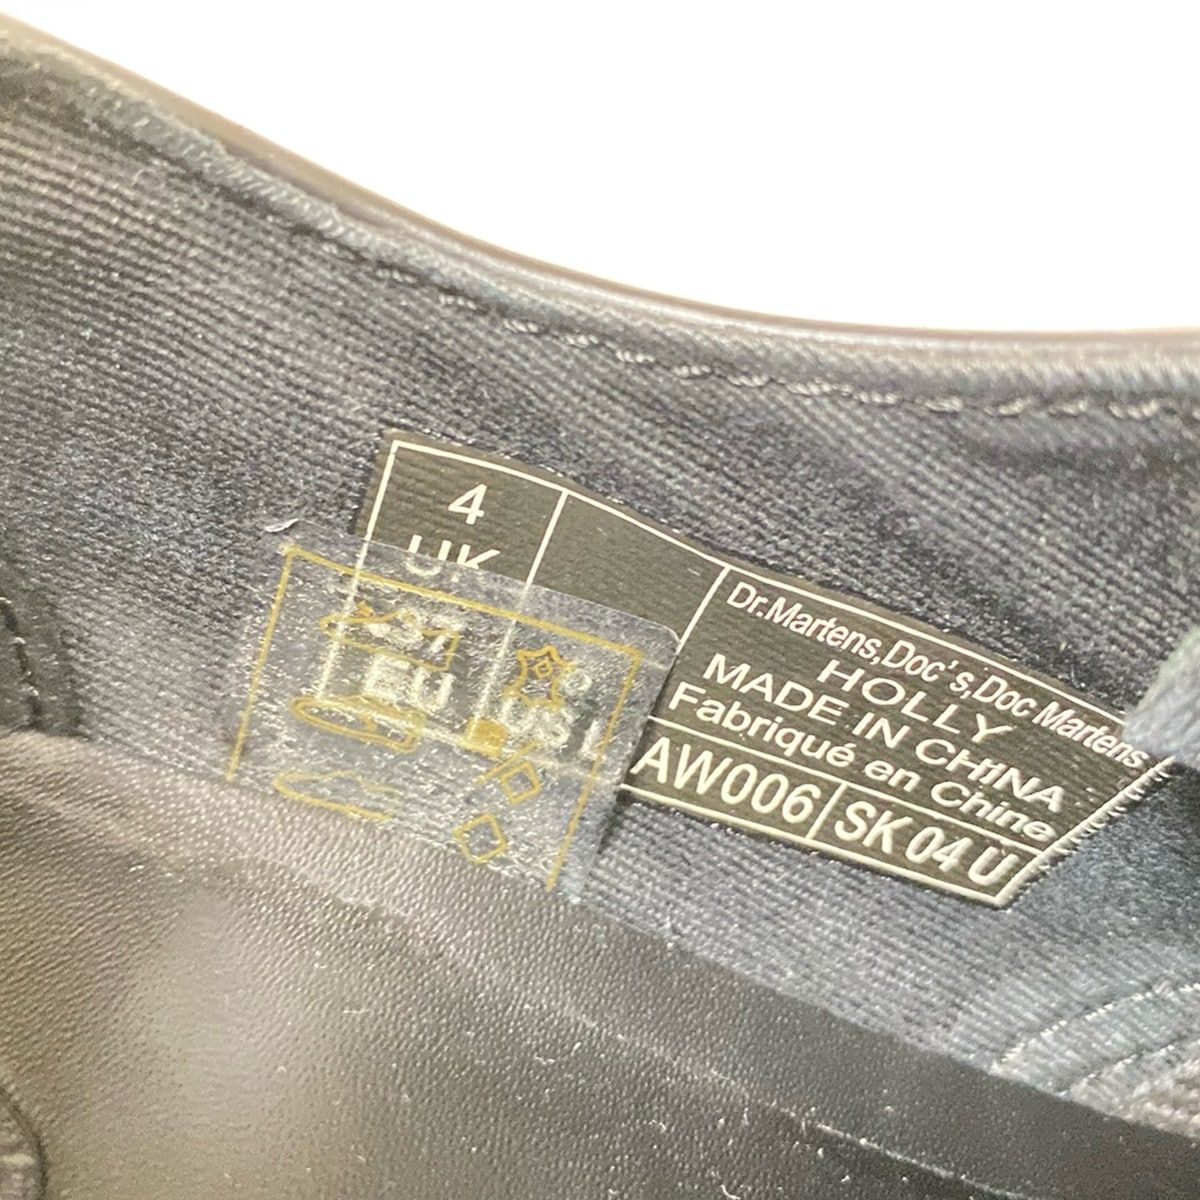 4
UK
37
EU
US L
Dr.Martens,Doc's,Doc Martens
HOLLY
MADE IN CHINA
Fabriqué en Chine
AW006 SK 04 U